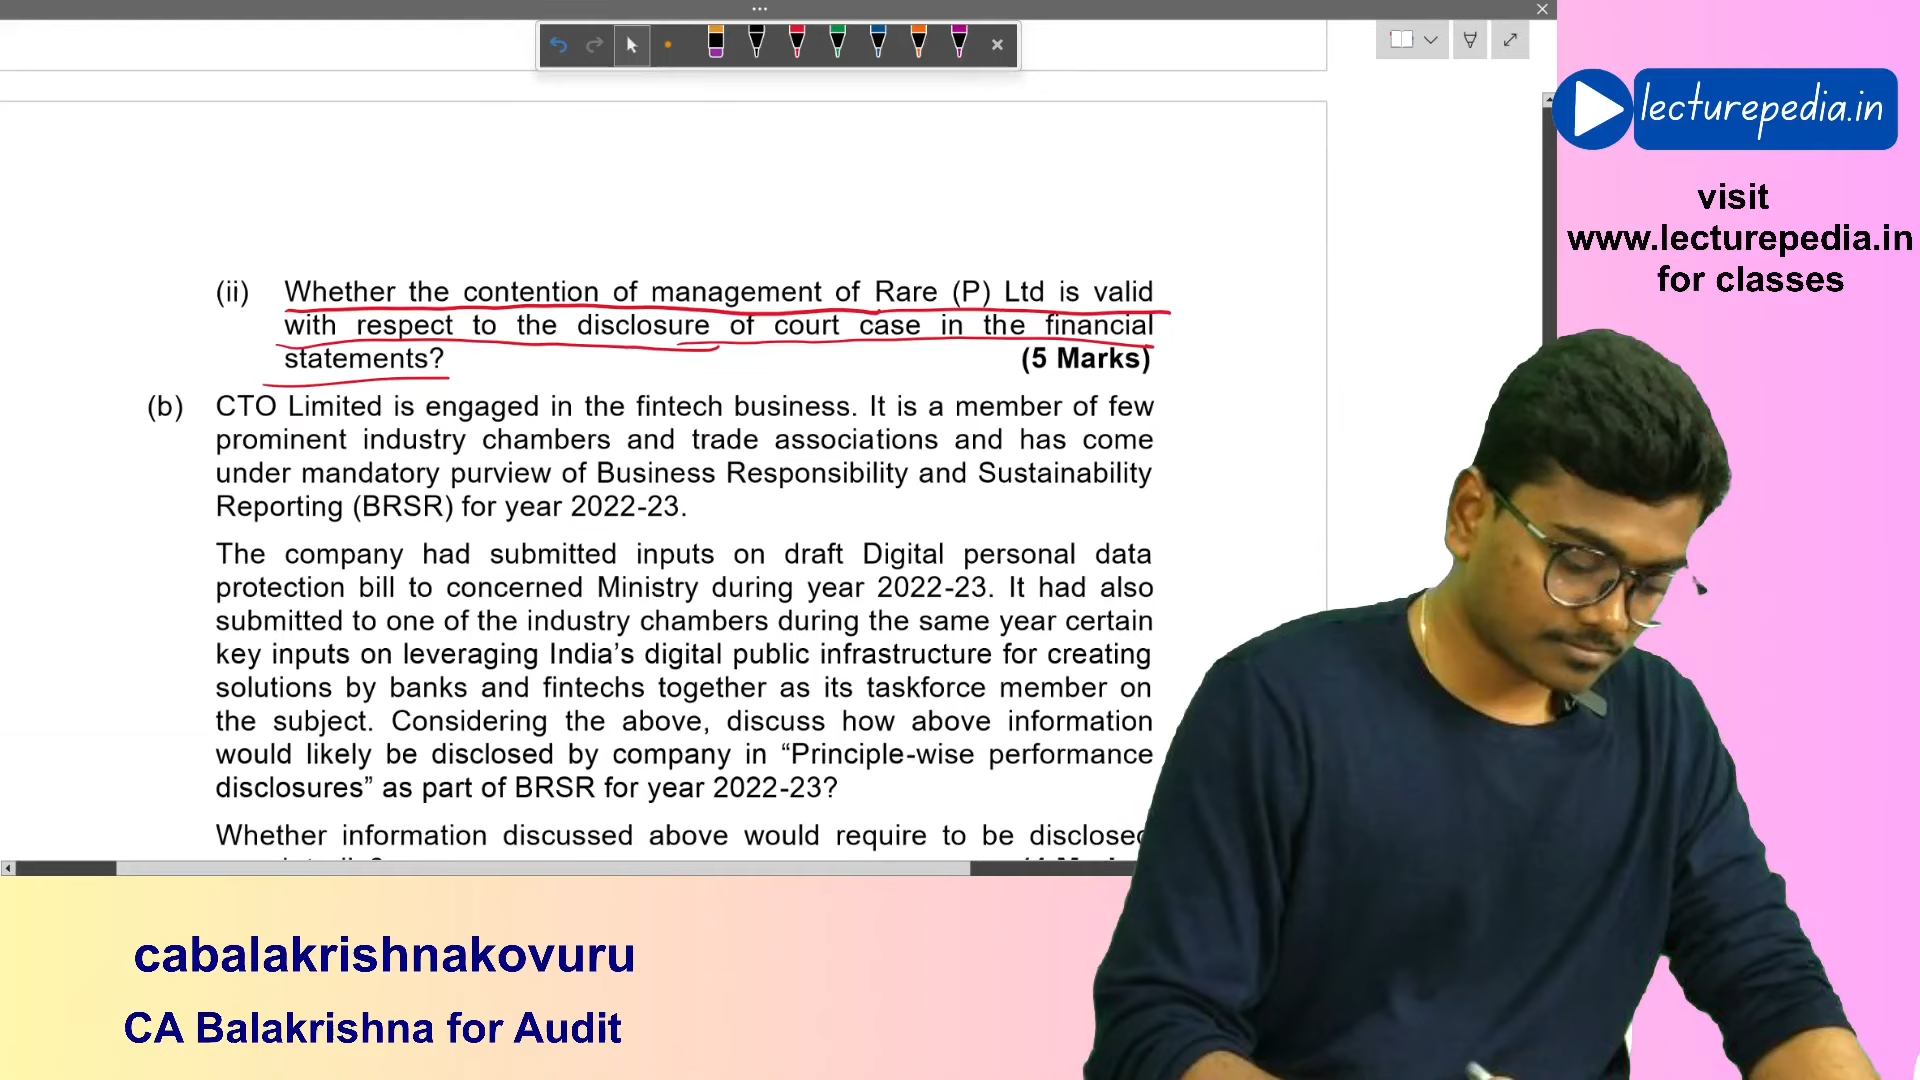 lecturepedia.in
visit
www.lecturepedia.in
for classes
(ii) Whether the contention of management of Rare (P) Ltd is valid
with respect to the disclosure of court case in the financial
statements? (5 Marks)
(b) CTO Limited is engaged in the fintech business. It is a member of few
prominent industry chambers and trade associations and has come
under mandatory purview of Business Responsibility and Sustainability
Reporting (BRSR) for year 2022-23.
The company had submitted inputs on draft Digital personal data
protection bill to concerned Ministry during year 2022-23. It had also
submitted to one of the industry chambers during the same year certain
key inputs on leveraging India's digital public infrastructure for creating
solutions by banks and fintechs together as its taskforce member on
the subject. Considering the above, discuss how above information
would likely be disclosed by company in “Principle-wise performance
disclosures” as part of BRSR for year 2022-23?
Whether information discussed above would require to be disclosed
cabalakrishnakovuru
CA Balakrishna for Audit